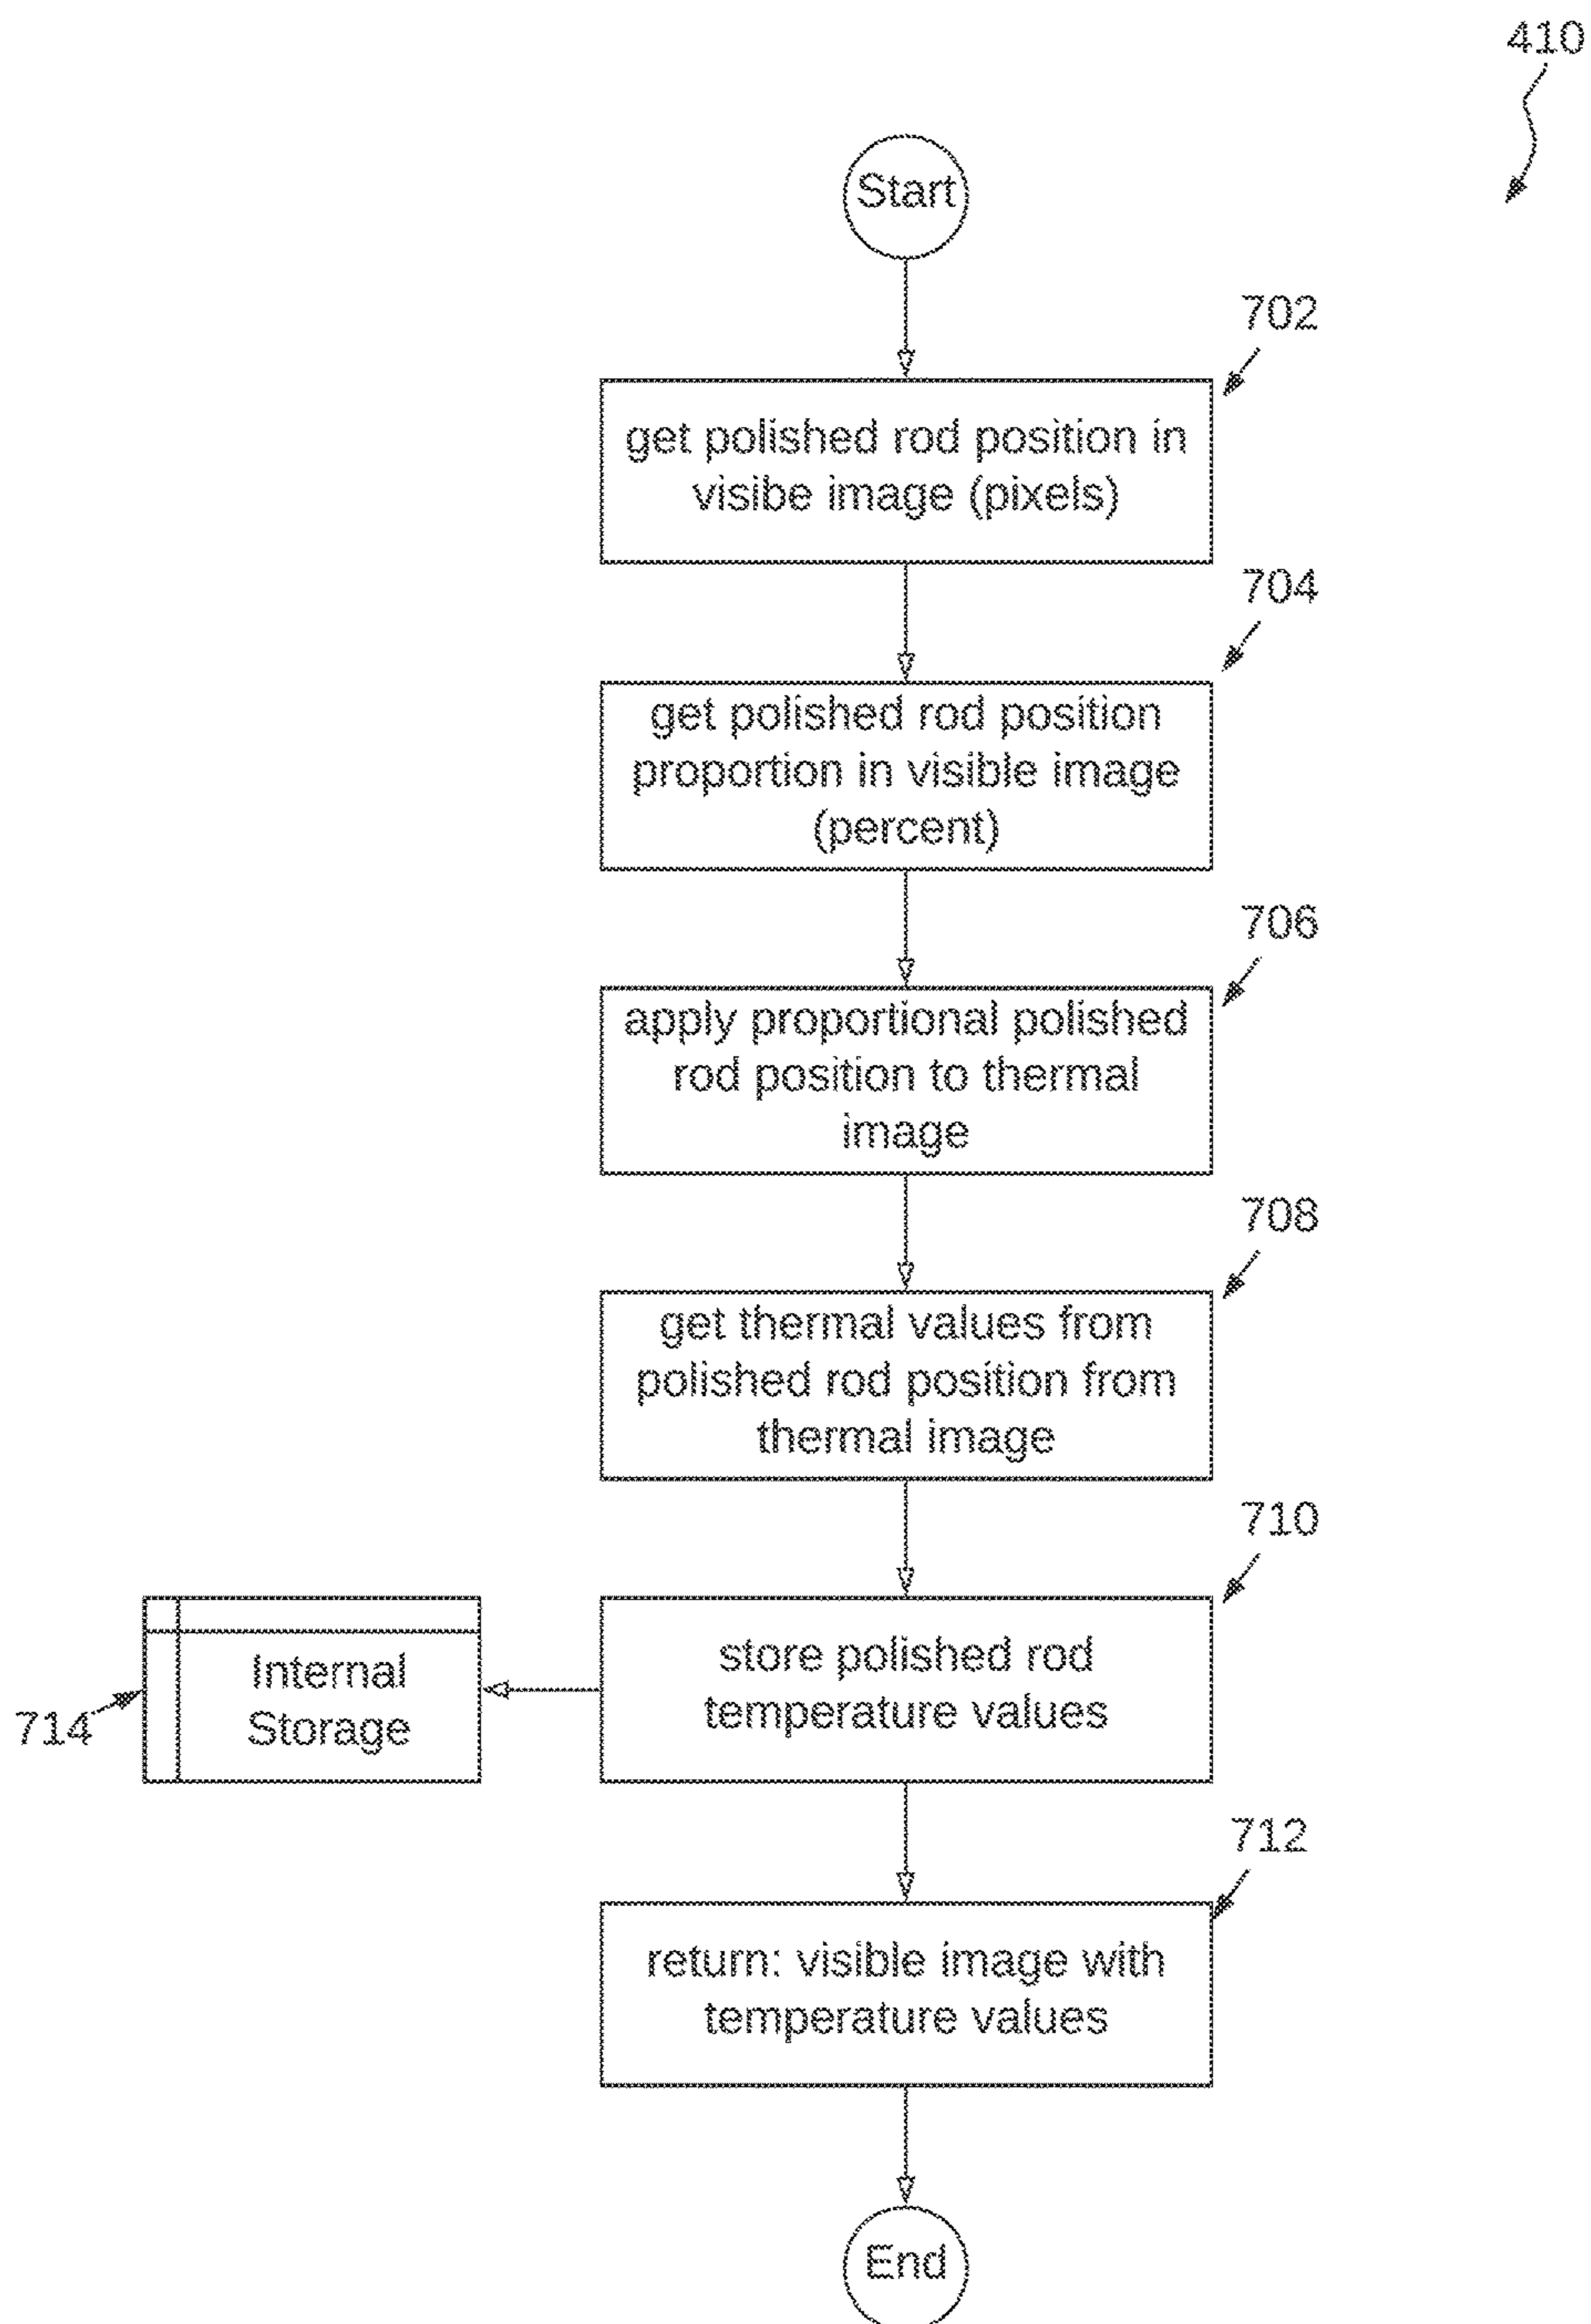 410
Start
702
get polished rod position in
visibe image (pixels)
704
get polished rod position
proportion in visible image
(percent)
706
apply proportional polished
rod position to thermal
image
708
get thermal values from
polished rod position from
thermal image
710
store polished rod
temperature values
Internal
Storage
714
712
return: visible image with
temperature values
End